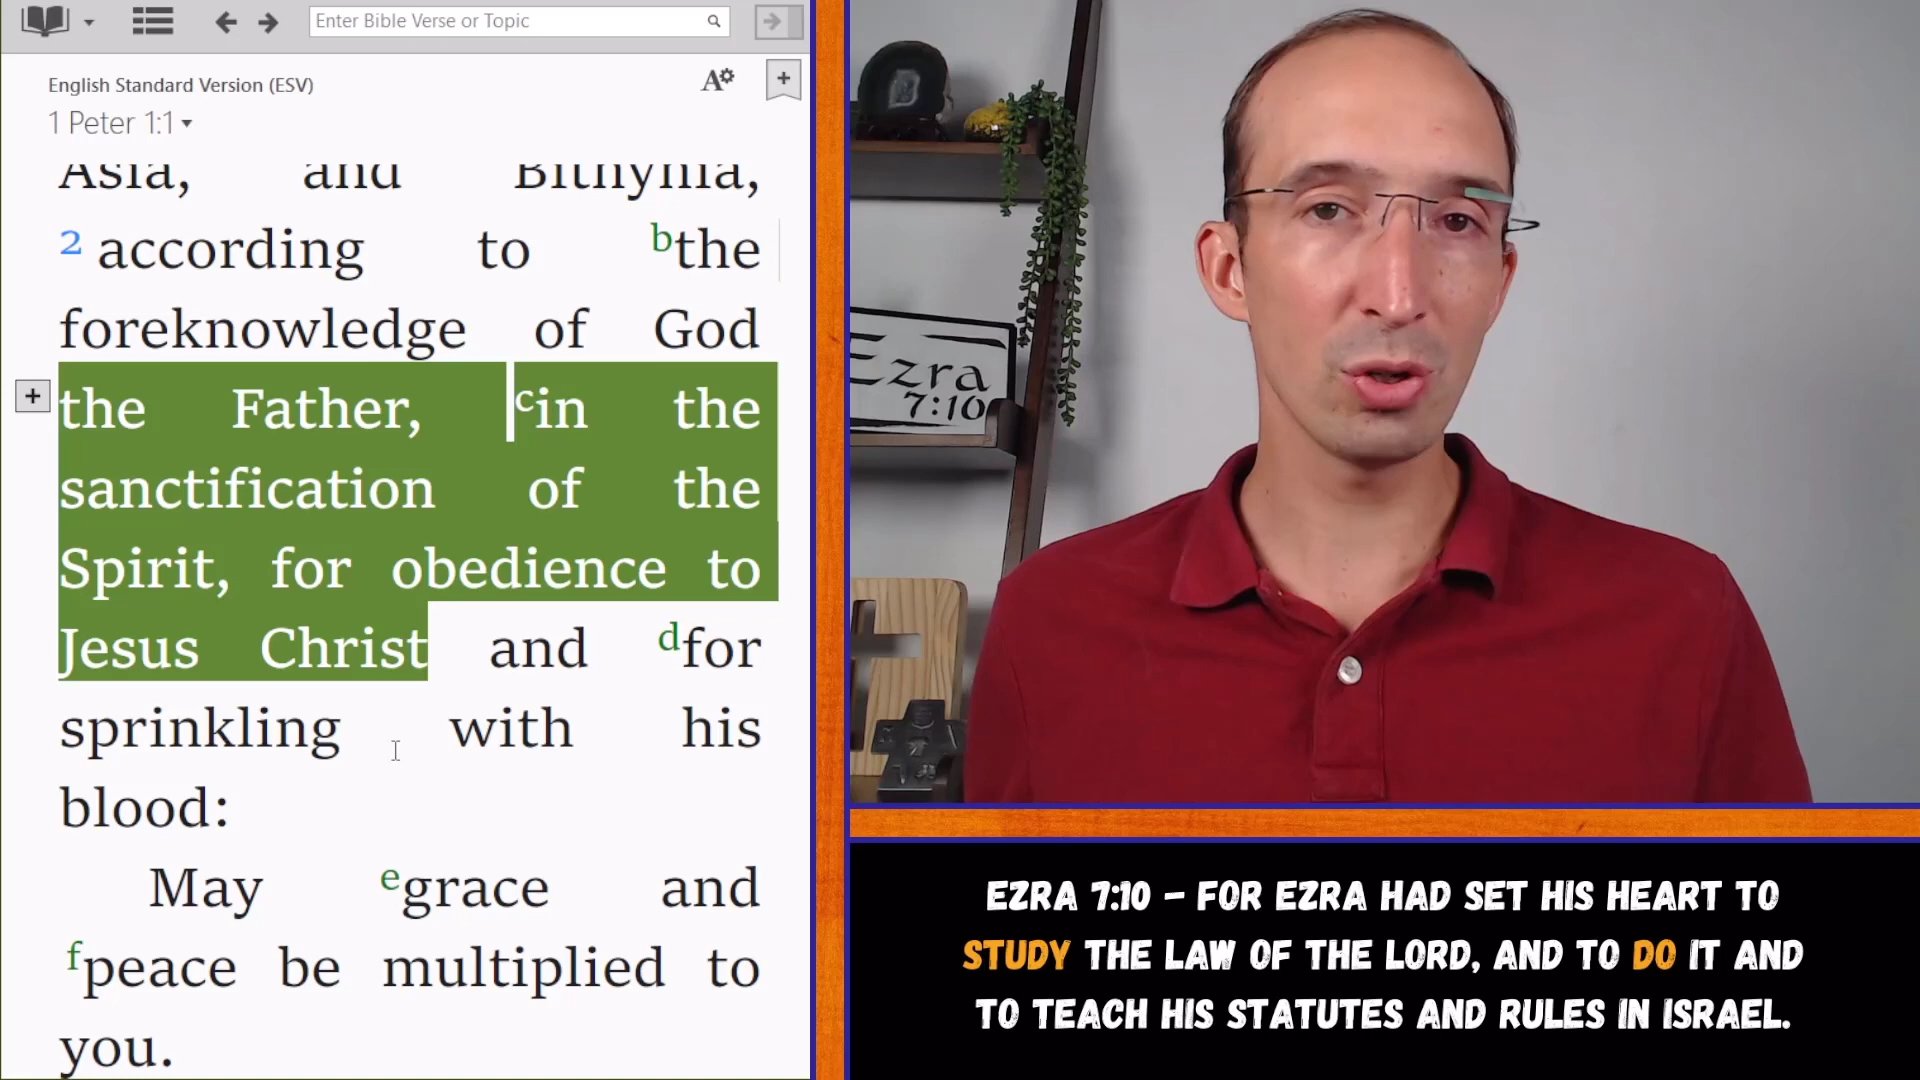 Enter Bible Verse or Topic
English Standard Version (ESV)
A
+
1 Peter 1:1
Asia, and Bithynia,
2 according to bthe
foreknowledge of God
+
the Father, cin the
sanctification of the
Spirit, for obedience to
Jesus Christ and dfor
sprinkling with his
blood:
May egrace and
fpeace be multiplied to
you.
Ezra
7:10
EZRA 7:10 – FOR EZRA HAD SET HIS HEART TO
STUDY THE LAW OF THE LORD, AND TO DO IT AND
TO TEACH HIS STATUTES AND RULES IN ISRAEL.